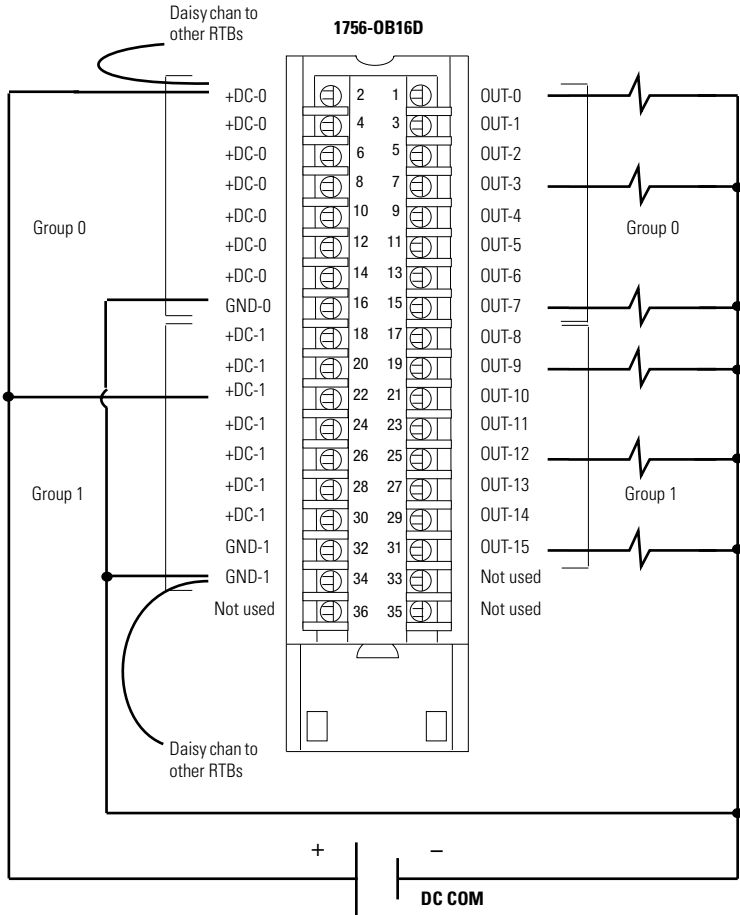 Daisy chan to
other RTBs
1756-OB16D
+DC-0 2 1 OUT-0
+DC-0 4 3 OUT-1
+DC-0 6 5 OUT-2
+DC-0 8 7 OUT-3
+DC-0 10 9 OUT-4
Group 0 Group 0
+DC-0 12 11 OUT-5
+DC-0 14 13 OUT-6
GND-0 16 15 OUT-7
+DC-1 18 17 OUT-8
+DC-1 20 19 OUT-9
+DC-1 22 21 OUT-10
+DC-1 24 23 OUT-11
+DC-1 26 25 OUT-12
+DC-1 28 27 OUT-13
Group 1 Group 1
+DC-1 30 29 OUT-14
GND-1 32 31 OUT-15
GND-1 34 33 Not used
Not used 36 35 Not used
Daisy chan to
other RTBs
+ –
DC COM